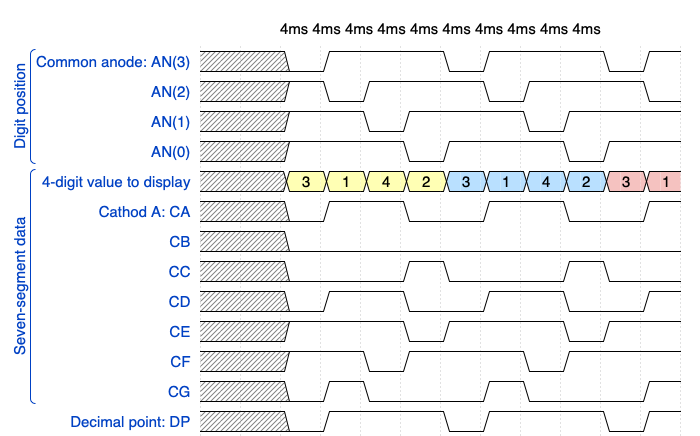 4ms 4ms 4ms 4ms 4ms 4ms 4ms 4ms 4ms 4ms
Digit position
Common anode: AN(3)
AN(2)
AN(1)
AN(0)
Seven-segment data
4-digit value to display 3 1 4 2 3 1 4 2 3 1
Cathod A: CA
CB
CC
CD
CE
CF
CG
Decimal point: DP